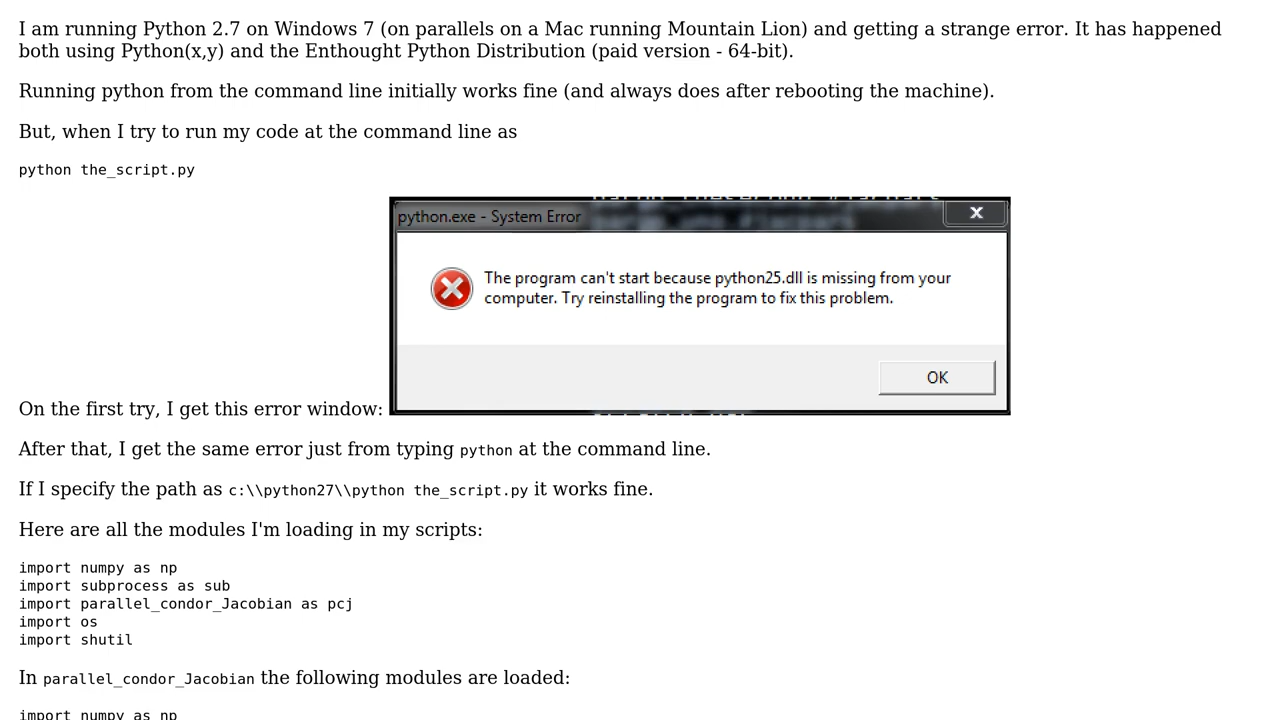 I am running Python 2.7 on Windows 7 (on parallels on a Mac running Mountain Lion) and getting a strange error. It has happened
both using Python(x,y) and the Enthought Python Distribution (paid version - 64-bit).
Running python from the command line initially works fine (and always does after rebooting the machine).
But, when I try to run my code at the command line as
python the_script.py
python.exe - System Error
The program can't start because python25.dll is missing from your
computer. Try reinstalling the program to fix this problem.
OK
On the first try, I get this error window:
After that, I get the same error just from typing python at the command line.
If I specify the path as c:\\python27\\python the_script.py it works fine.
Here are all the modules I'm loading in my scripts:
import numpy as np
import subprocess as sub
import parallel_condor_Jacobian as pcj
import os
import shutil
In parallel_condor_Jacobian the following modules are loaded:
import numpy as np